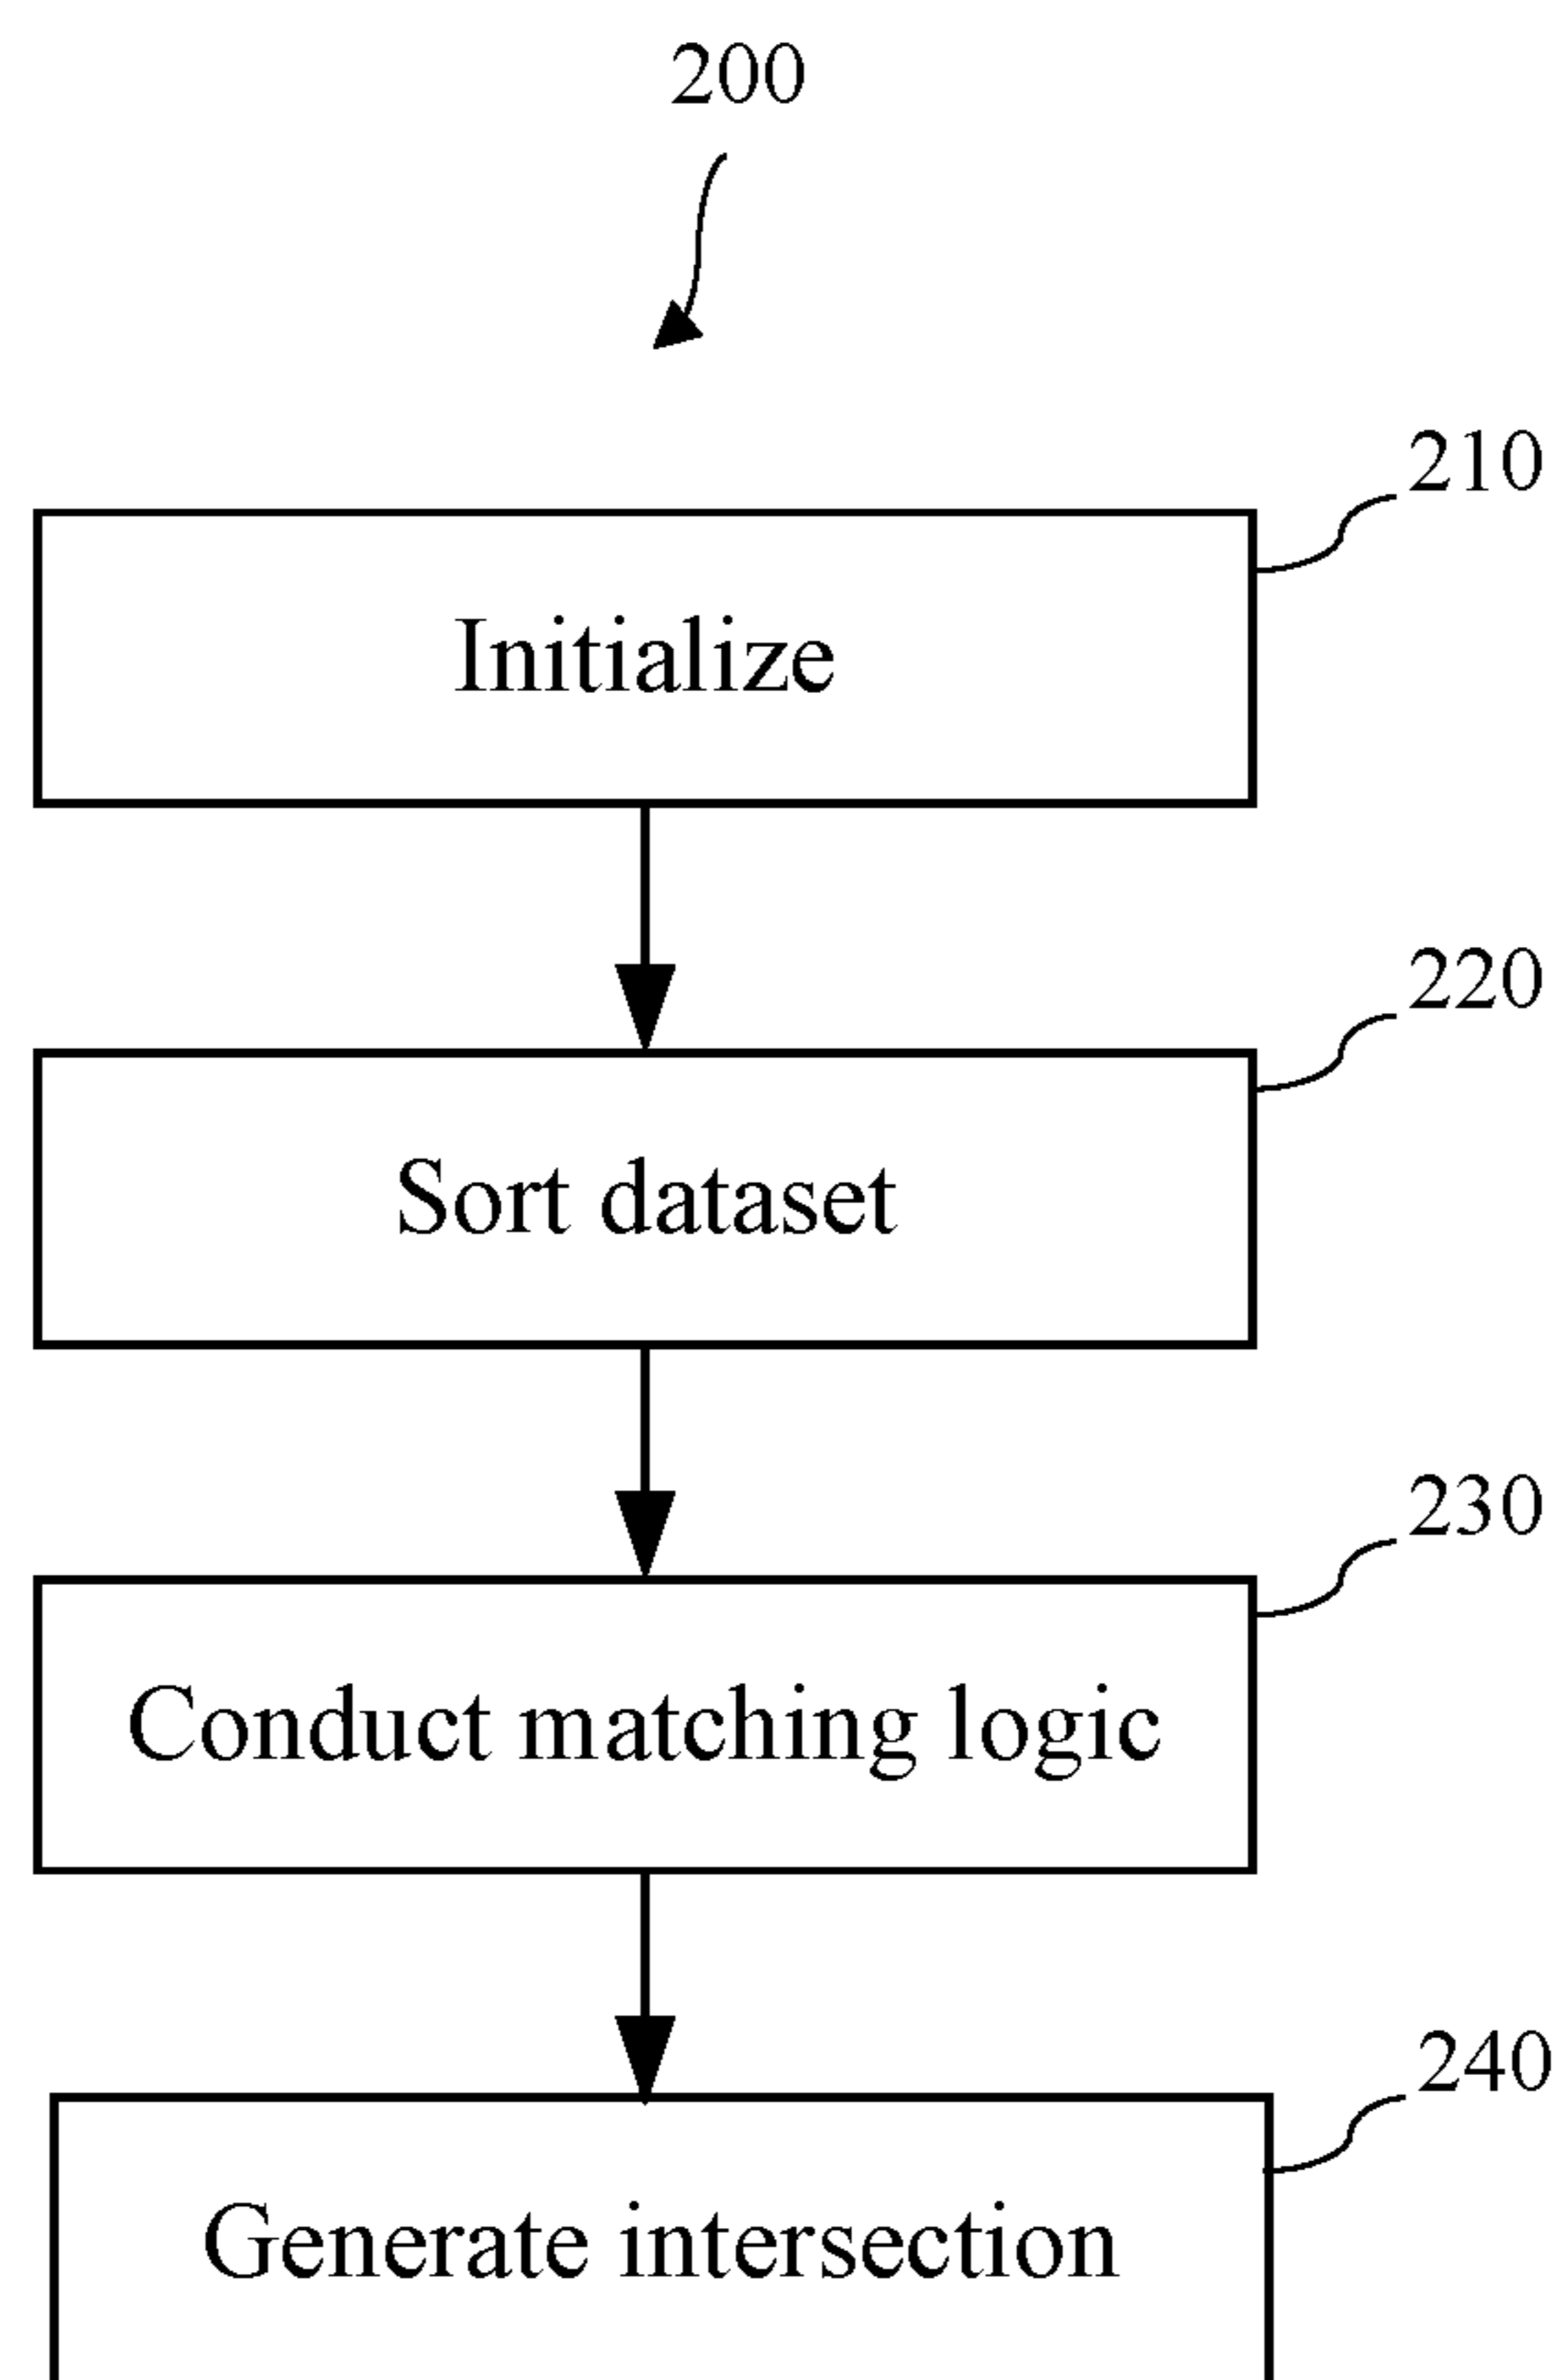 200
210
Initialize
220
Sort dataset
230
Conduct matching logic
240
Generate intersection